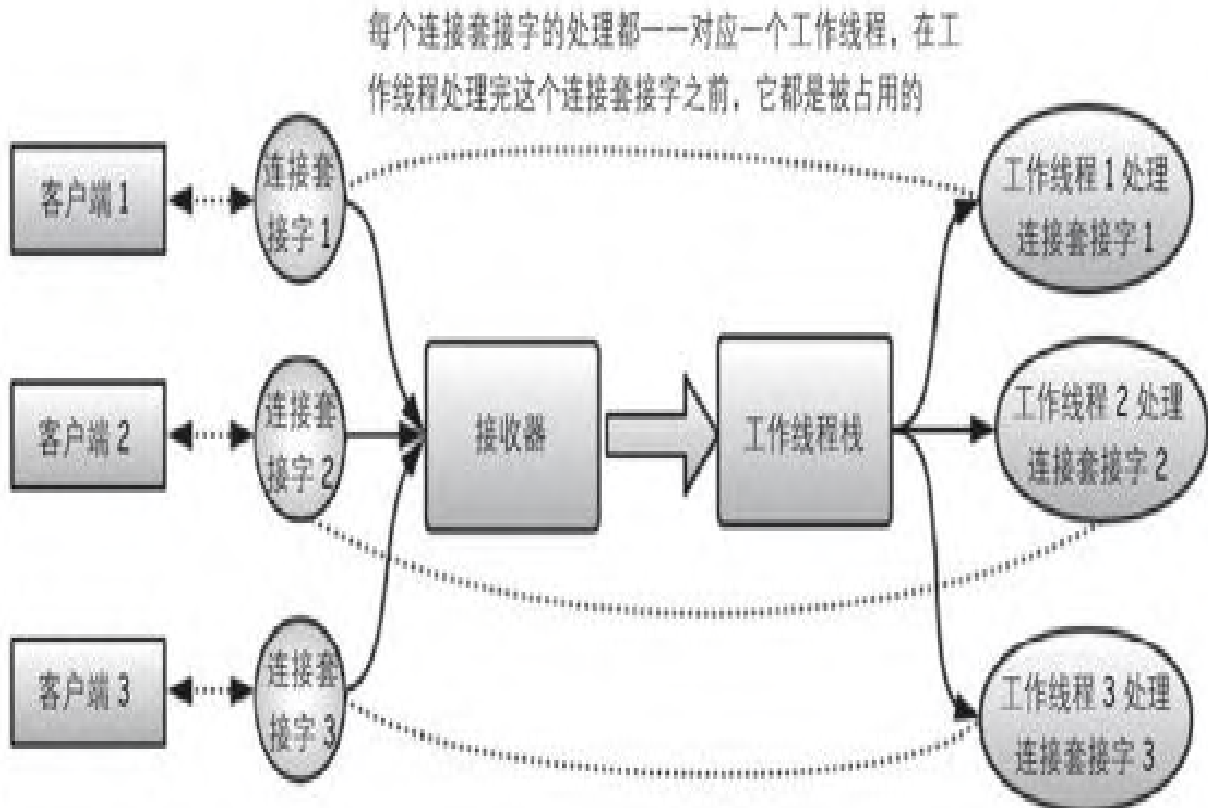 每个连接套接字的处理都一一对应一个工作线程，在工
作线程处理完这个连接套接字之前，它都是被占用的
客户端1
连接套
接字1
工作线程1处理
连接套接字1
客户端2
连接套
接字2
接收器
工作线程栈
工作线程2处理
连接套接字2
客户端3
连接套
接字3
工作线程3处理
连接套接字3